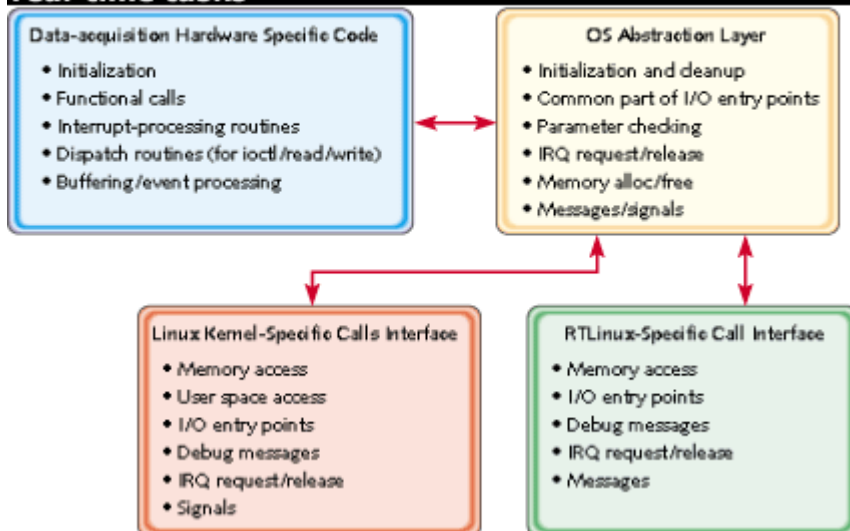 Data-acquisition Hardware Specific Code
• Initialization
• Functional calls
• Interrupt-processing routines
• Dispatch routines (for ioctl/read/write)
• Buffering/event processing
OS Abstraction Layer
• Initialization and cleanup
• Common part of I/O entry points
• Parameter checking
• IRQ request/release
• Memory alloc/free
• Messages/signals
Linux Kernel-Specific Calls Interface
• Memory access
• User space access
• I/O entry points
• Debug messages
• IRQ request/release
• Signals
RTLinux-Specific Call Interface
• Memory access
• I/O entry points
• Debug messages
• IRQ request/release
• Messages